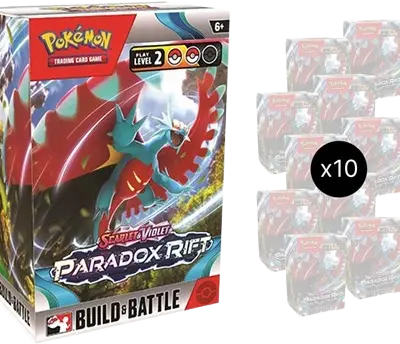 Pokémon
TRADING CARD GAME
6+
PLAY
LEVEL 2
SCARLET & VIOLET
PARADOX RIFT
BUILD & BATTLE
x10